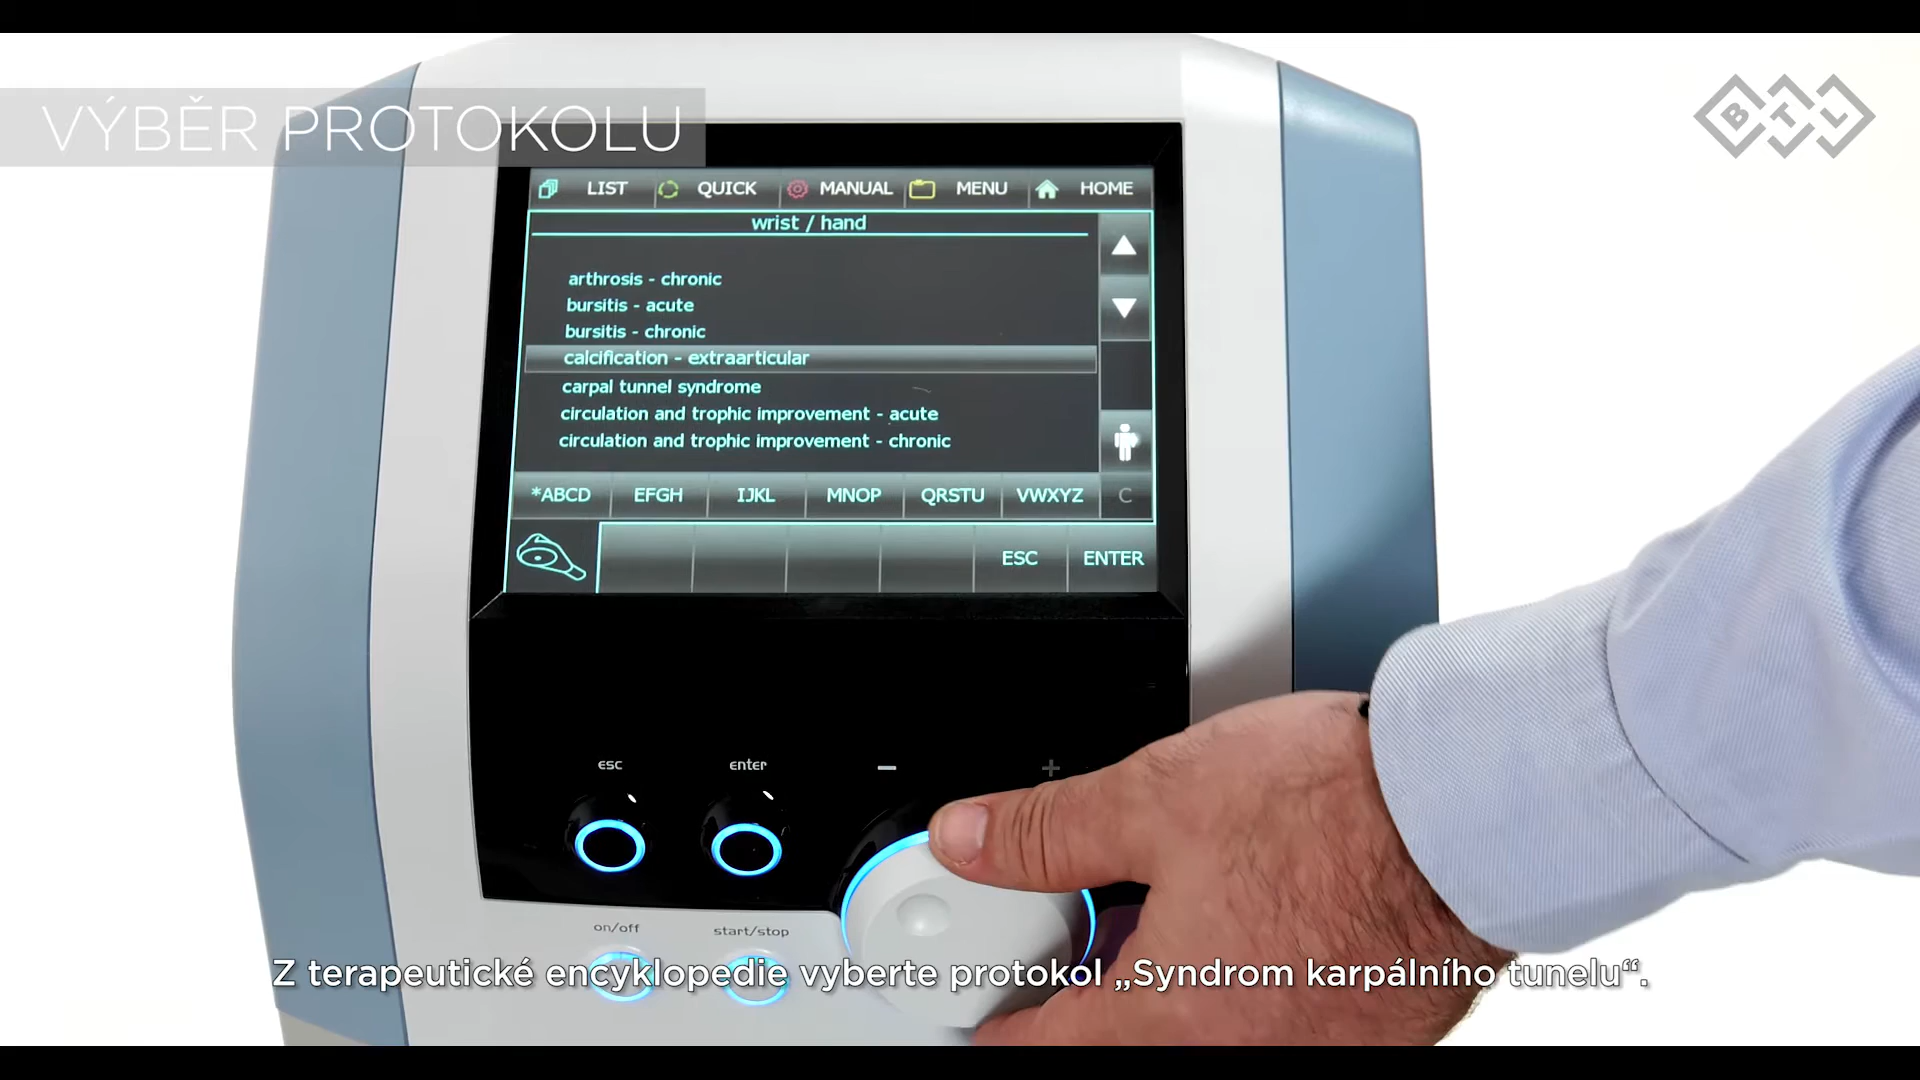 VÝBĚR PROTOKOLU
BTL
LIST QUICK MANUAL MENU HOME
wrist / hand
arthrosis - chronic
bursitis - acute
bursitis - chronic
calcification - extraarticular
carpal tunnel syndrome
circulation and trophic improvement - acute
circulation and trophic improvement - chronic
*ABCD EFGH IJKL MNOP QRSTU VWXYZ C
ESC ENTER
esc enter − +
on/off start/stop
Z terapeutické encyklopedie vyberte protokol „Syndrom karpálního tunelu“.